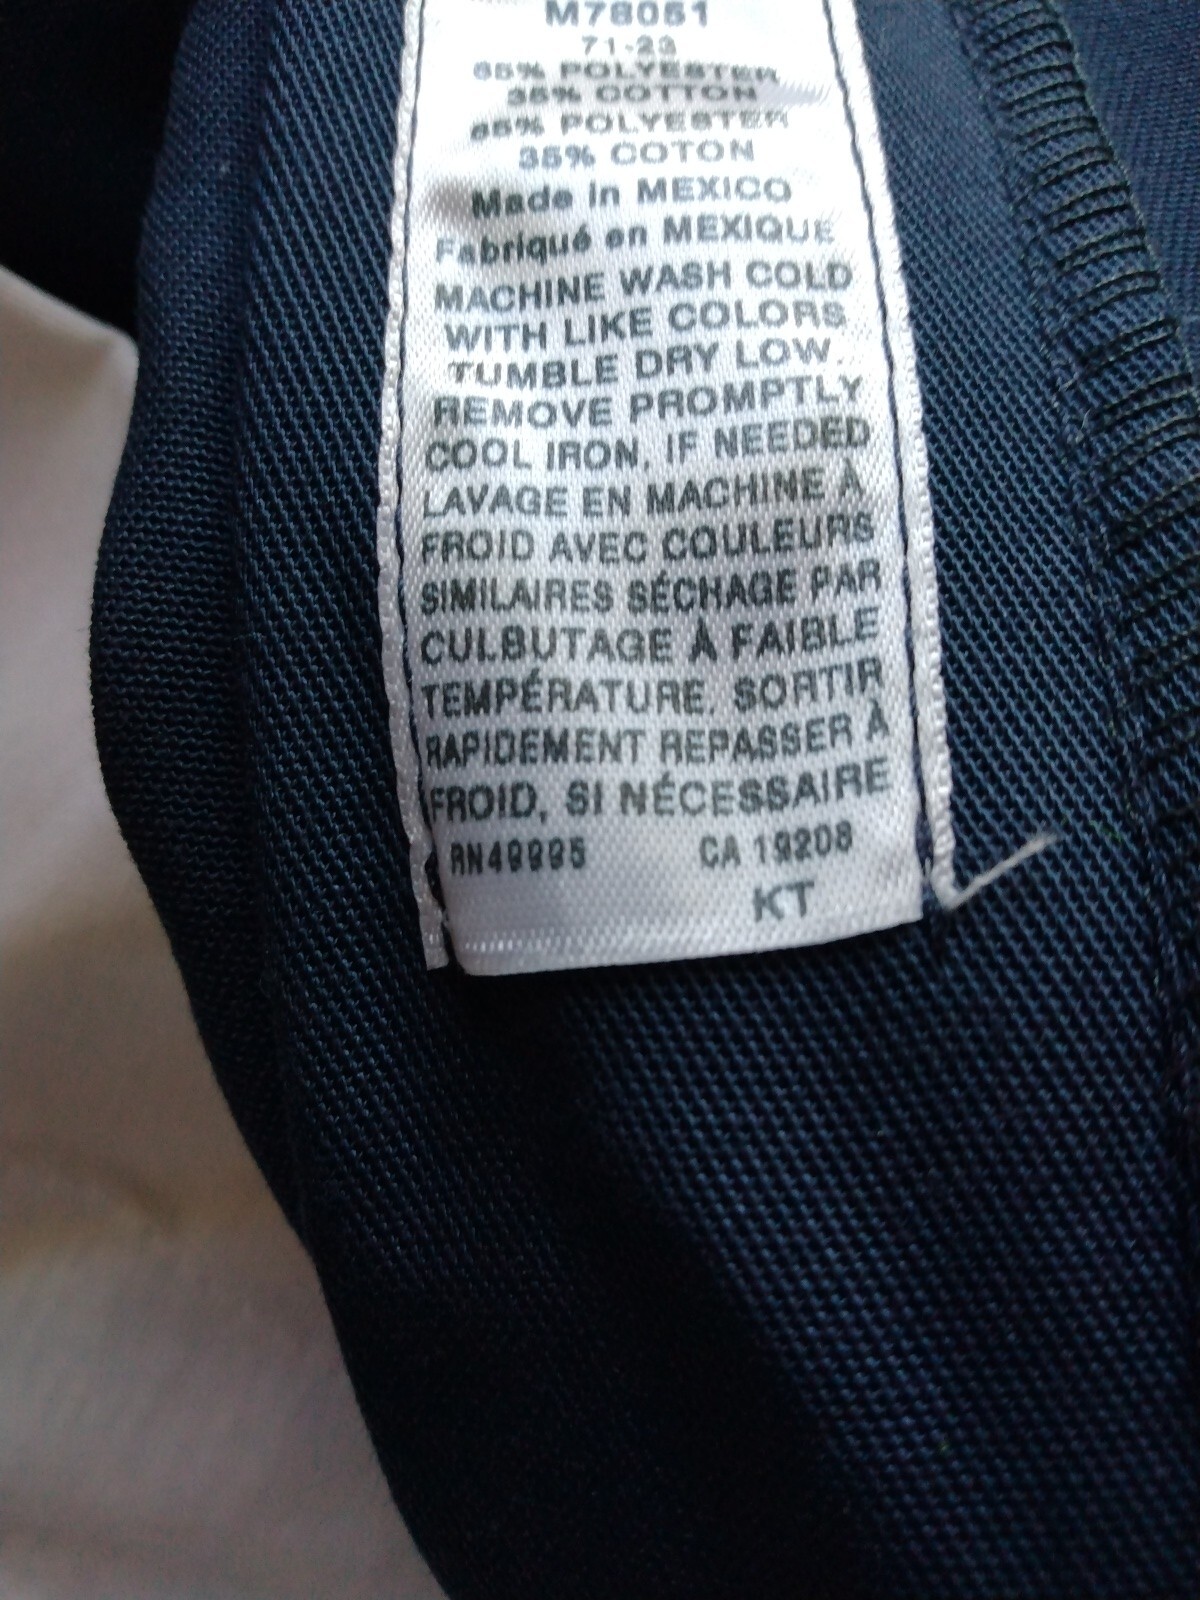 M78051
71-23
65% POLYESTER
35% COTTON
65% POLYESTER
35% COTON
Made in MEXICO
Fabriqué en MEXIQUE
MACHINE WASH COLD
WITH LIKE COLORS
TUMBLE DRY LOW,
REMOVE PROMPTLY
COOL IRON, IF NEEDED
LAVAGE EN MACHINE À
FROID AVEC COULEURS
SIMILAIRES SÉCHAGE PAR
CULBUTAGE À FAIBLE
TEMPÉRATURE, SORTIR
RAPIDEMENT REPASSER À
FROID, SI NÉCESSAIRE
RN49995 CA 19208
KT